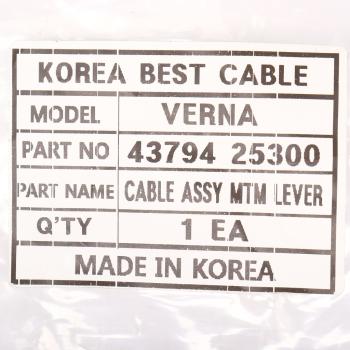 KOREA BEST CABLE
MODEL VERNA
PART NO 43794 25300
PART NAME CABLE ASSY MTM LEVER
Q'TY 1 EA
MADE IN KOREA